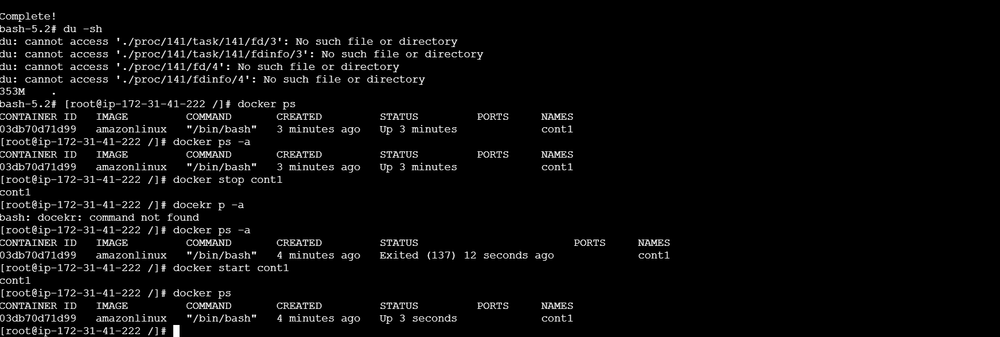 Complete!
bash-5.2# du -sh
du: cannot access './proc/141/task/141/fd/3': No such file or directory
du: cannot access './proc/141/task/141/fdinfo/3': No such file or directory
du: cannot access './proc/141/fd/4': No such file or directory
du: cannot access './proc/141/fdinfo/4': No such file or directory
353M    .
bash-5.2# [root@ip-172-31-41-222 /]# docker ps
CONTAINER ID   IMAGE         COMMAND       CREATED         STATUS         PORTS     NAMES
03db70d71d99   amazonlinux   "/bin/bash"   3 minutes ago   Up 3 minutes             cont1
[root@ip-172-31-41-222 /]# docker ps -a
CONTAINER ID   IMAGE         COMMAND       CREATED         STATUS         PORTS     NAMES
03db70d71d99   amazonlinux   "/bin/bash"   3 minutes ago   Up 3 minutes             cont1
[root@ip-172-31-41-222 /]# docker stop cont1
cont1
[root@ip-172-31-41-222 /]# docekr p -a
bash: docekr: command not found
[root@ip-172-31-41-222 /]# docker ps -a
CONTAINER ID   IMAGE         COMMAND       CREATED         STATUS                        PORTS     NAMES
03db70d71d99   amazonlinux   "/bin/bash"   4 minutes ago   Exited (137) 12 seconds ago             cont1
[root@ip-172-31-41-222 /]# docker start cont1
cont1
[root@ip-172-31-41-222 /]# docker ps
CONTAINER ID   IMAGE         COMMAND       CREATED         STATUS         PORTS     NAMES
03db70d71d99   amazonlinux   "/bin/bash"   4 minutes ago   Up 3 seconds             cont1
[root@ip-172-31-41-222 /]#